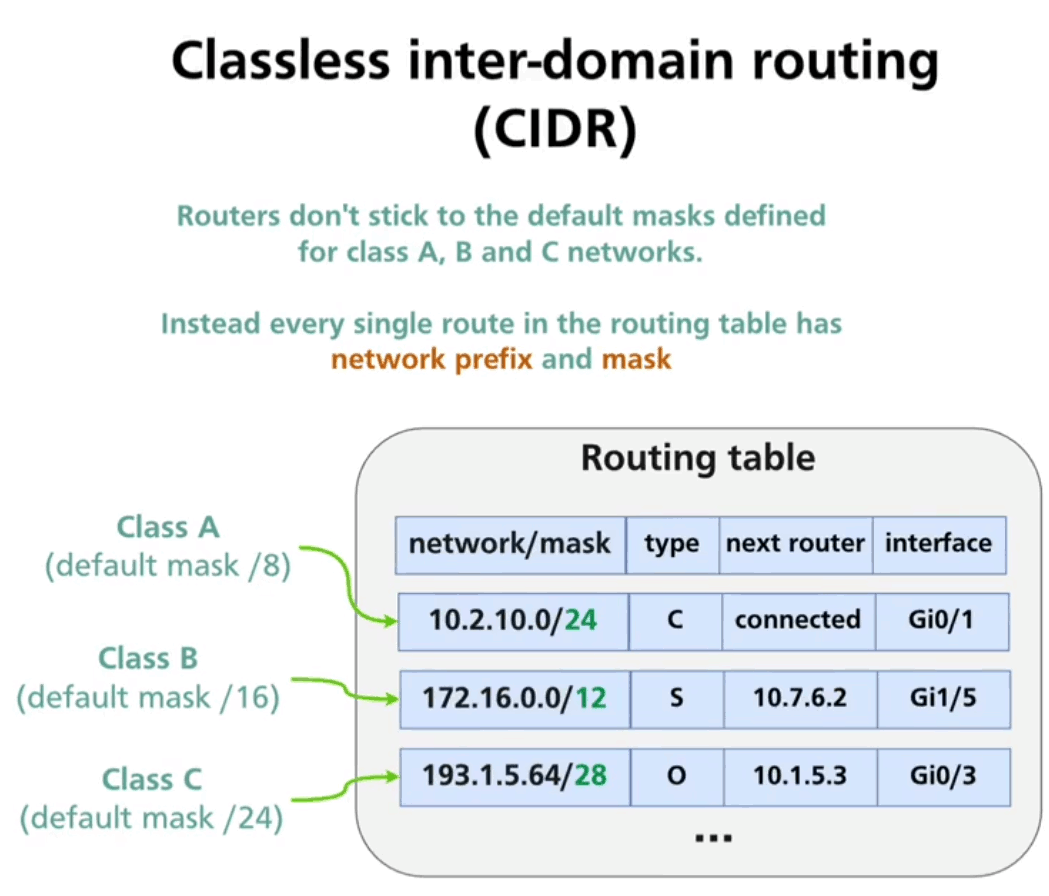 Classless inter-domain routing
(CIDR)
Routers don't stick to the default masks defined
for class A, B and C networks.
Instead every single route in the routing table has
network prefix and mask
Routing table
network/mask type next router interface
Class A
(default mask /8)
10.2.10.0/24 C connected Gi0/1
Class B
(default mask /16)
172.16.0.0/12 S 10.7.6.2 Gi1/5
Class C
(default mask /24)
193.1.5.64/28 O 10.1.5.3 Gi0/3
...